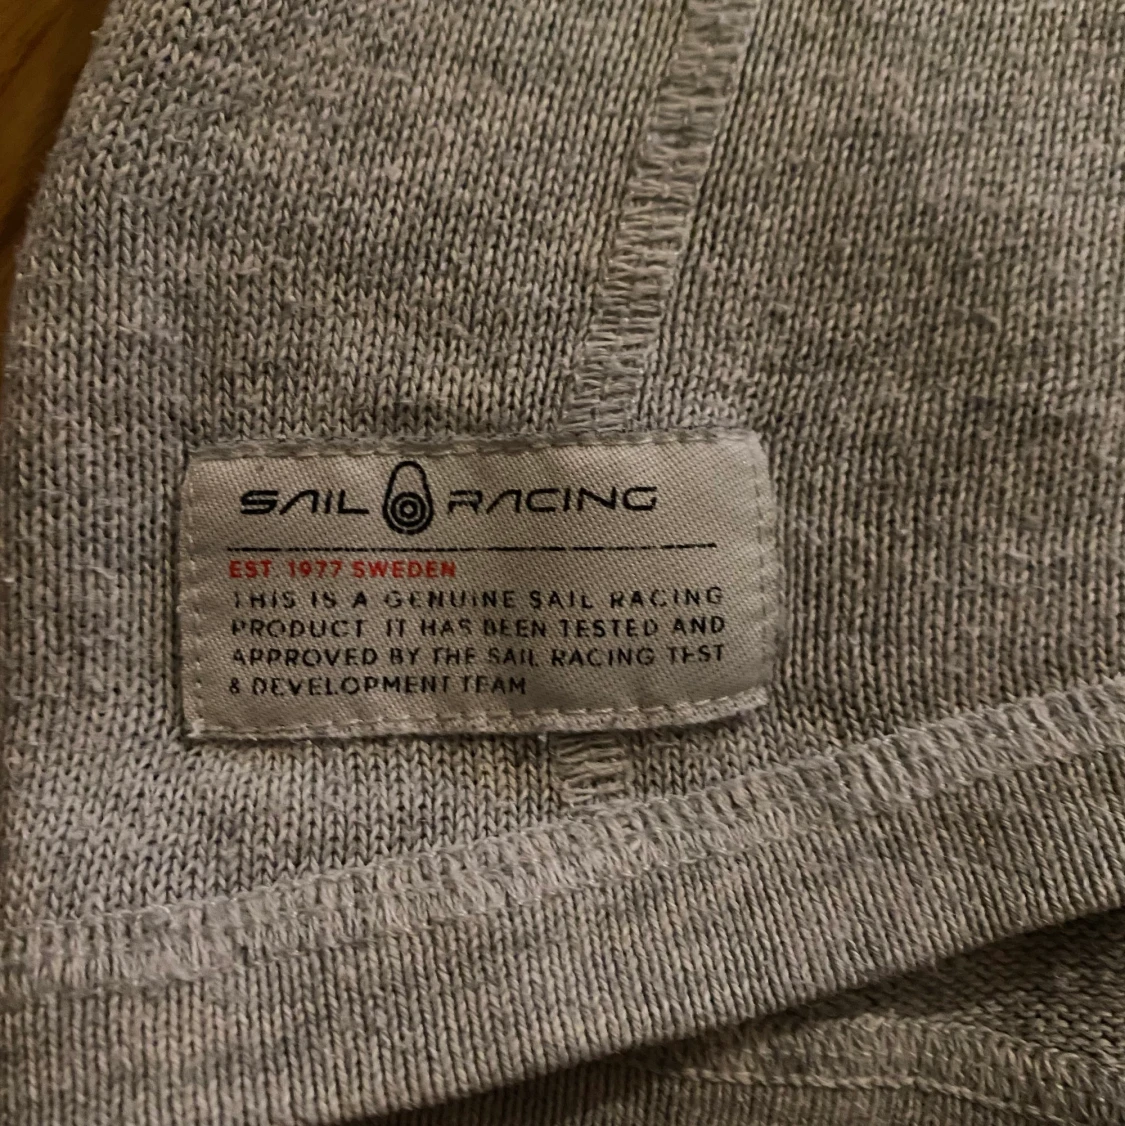 SAIL RACING
EST 1977 SWEDEN
THIS IS A GENUINE SAIL RACING
PRODUCT IT HAS BEEN TESTED AND
APPROVED BY THE SAIL RACING TEST
& DEVELOPMENT TEAM